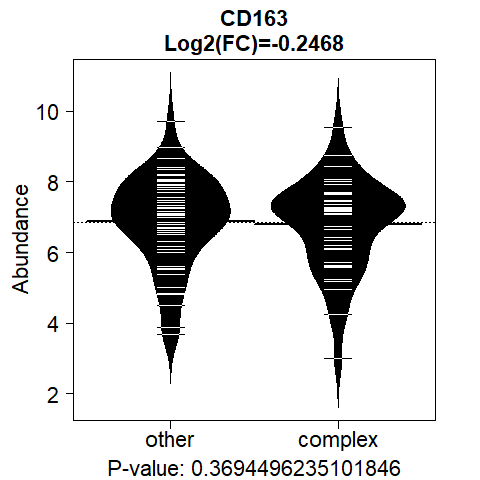 CD163
Log2(FC)=-0.2468
Abundance
10
8
6
4
2
other complex
P-value: 0.3694496235101846